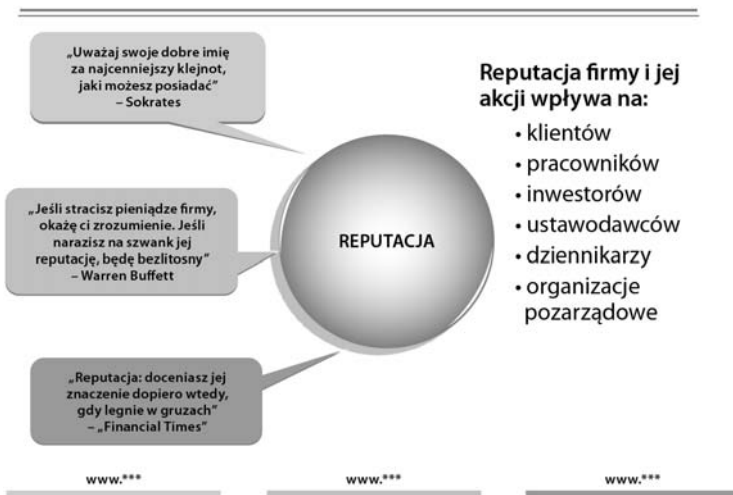 „Uważaj swoje dobre imię
za najcenniejszy klejnot,
jaki możesz posiadać”
– Sokrates
„Jeśli stracisz pieniądze firmy,
okażę ci zrozumienie. Jeśli
narazisz na szwank jej
reputację, będę bezlitosny”
– Warren Buffett
„Reputacja: doceniasz jej
znaczenie dopiero wtedy,
gdy legnie w gruzach”
– „Financial Times”
REPUTACJA
Reputacja firmy i jej
akcji wpływa na:
• klientów
• pracowników
• inwestorów
• ustawodawców
• dziennikarzy
• organizacje
pozarządowe
www.***
www.***
www.***